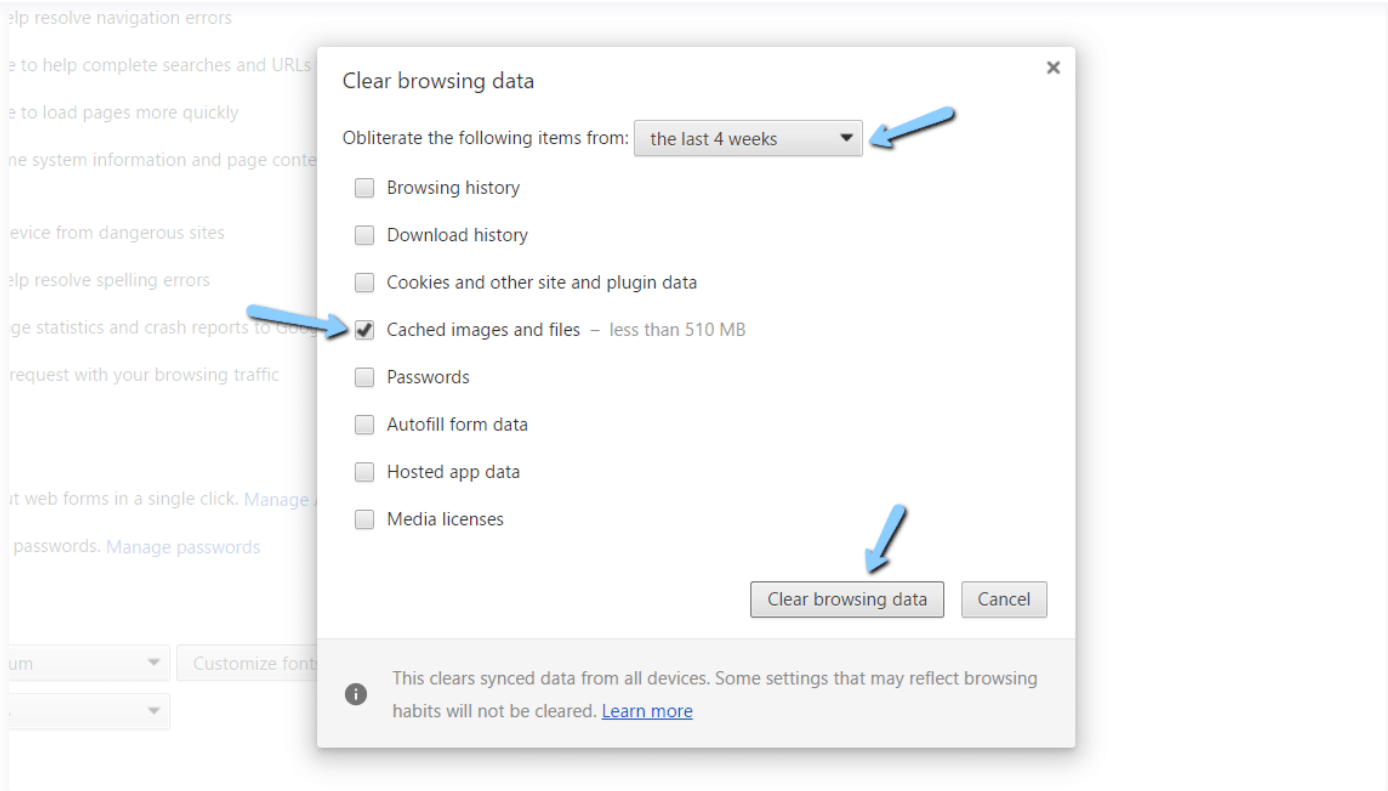 elp resolve navigation errors
Clear browsing data
e to help complete searches and URLs
e to load pages more quickly
Obliterate the following items from: the last 4 weeks
me system information and page conte
Browsing history
evice from dangerous sites
Download history
elp resolve spelling errors
Cookies and other site and plugin data
ge statistics and crash reports to Goog
Cached images and files – less than 510 MB
request with your browsing traffic
Passwords
Autofill form data
Hosted app data
ut web forms in a single click. Manage
Media licenses
passwords. Manage passwords
Clear browsing data
Cancel
um
Customize fonts
This clears synced data from all devices. Some settings that may reflect browsing
habits will not be cleared. Learn more